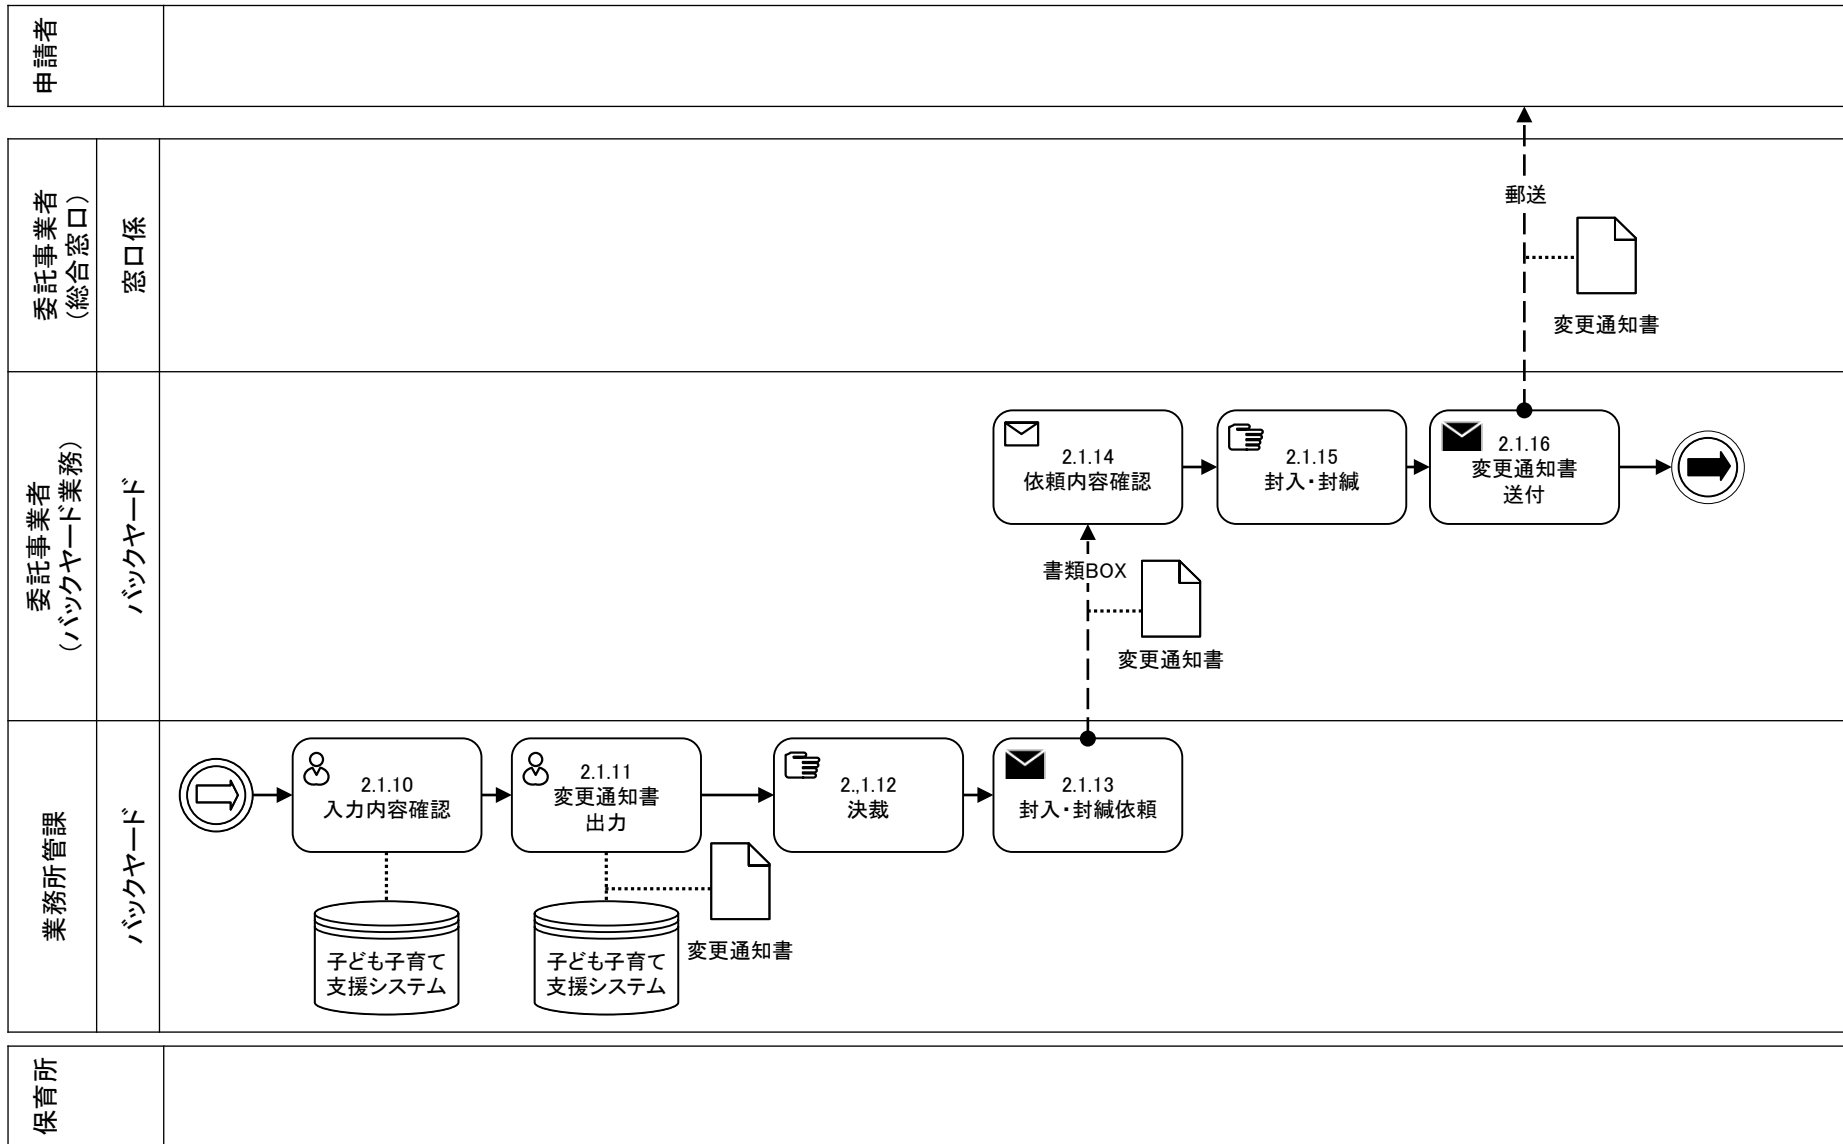 申請者
委託事業者
（総合窓口）
窓口係
郵送
変更通知書
委託事業者
（バックヤード業務）
バックヤード
2.1.14
依頼内容確認
2.1.15
封入・封緘
2.1.16
変更通知書
送付
書類BOX
変更通知書
業務所管課
バックヤード
2.1.10
入力内容確認
2.1.11
変更通知書
出力
2.,1.12
決裁
2.1.13
封入・封緘依頼
子ども子育て
支援システム
子ども子育て
支援システム
変更通知書
保育所